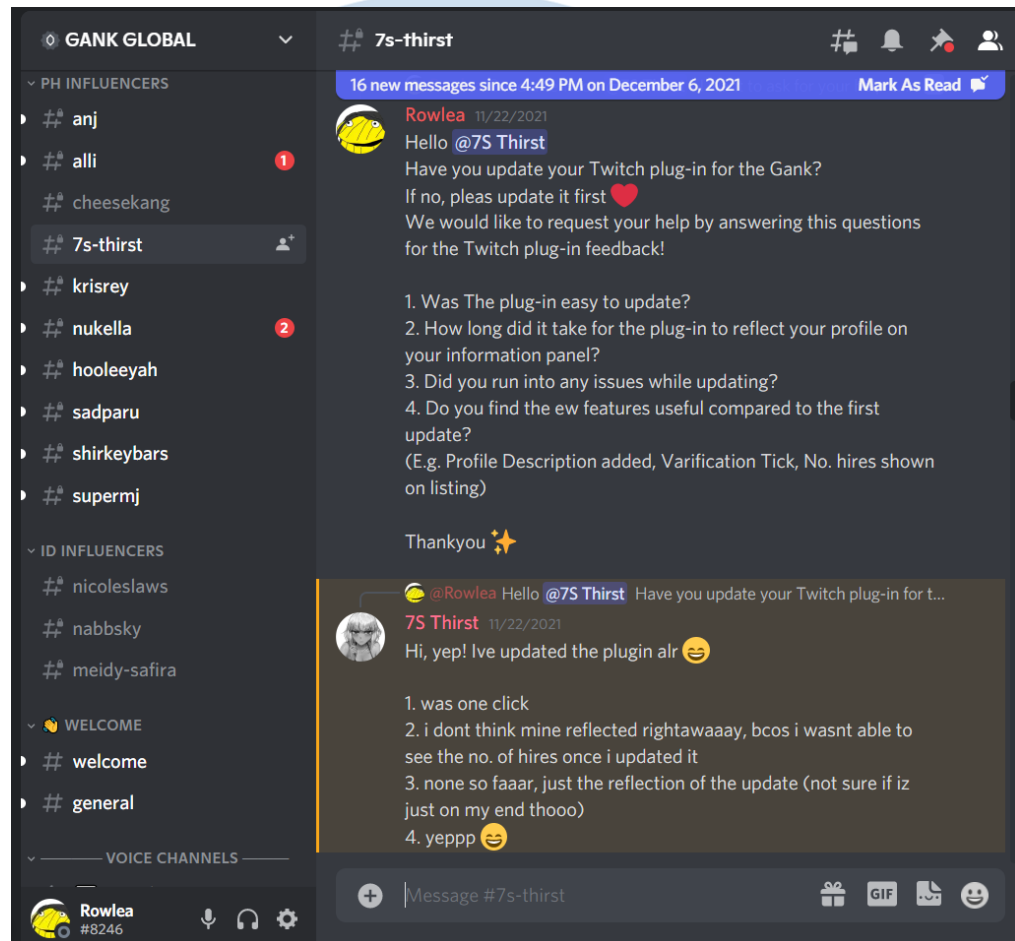 GANK GLOBAL
PH INFLUENCERS
anj
alli
1
cheesekang
7s-thirst
krisrey
nukella
2
hooleeyah
sadparu
shirkeybars
supermj
ID INFLUENCERS
nicoleslaws
nabbsky
meidy-safira
WELCOME
welcome
general
VOICE CHANNELS
Rowlea
#8246
7s-thirst
16 new messages since 4:49 PM on December 6, 2021
Mark As Read
Rowlea 11/22/2021
Hello @7S Thirst
Have you update your Twitch plug-in for the Gank?
If no, pleas update it first ❤️
We would like to request your help by answering this questions
for the Twitch plug-in feedback!
1. Was The plug-in easy to update?
2. How long did it take for the plug-in to reflect your profile on
your information panel?
3. Did you run into any issues while updating?
4. Do you find the ew features useful compared to the first
update?
(E.g. Profile Description added, Varification Tick, No. hires shown
on listing)
Thankyou ✨
@Rowlea Hello @7S Thirst Have you update your Twitch plug-in for t...
7S Thirst 11/22/2021
Hi, yep! Ive updated the plugin alr 😄
1. was one click
2. i dont think mine reflected rightawaaay, bcos i wasnt able to
see the no. of hires once i updated it
3. none so faaar, just the reflection of the update (not sure if iz
just on my end thooo)
4. yeppp 😄
Message #7s-thirst
GIF